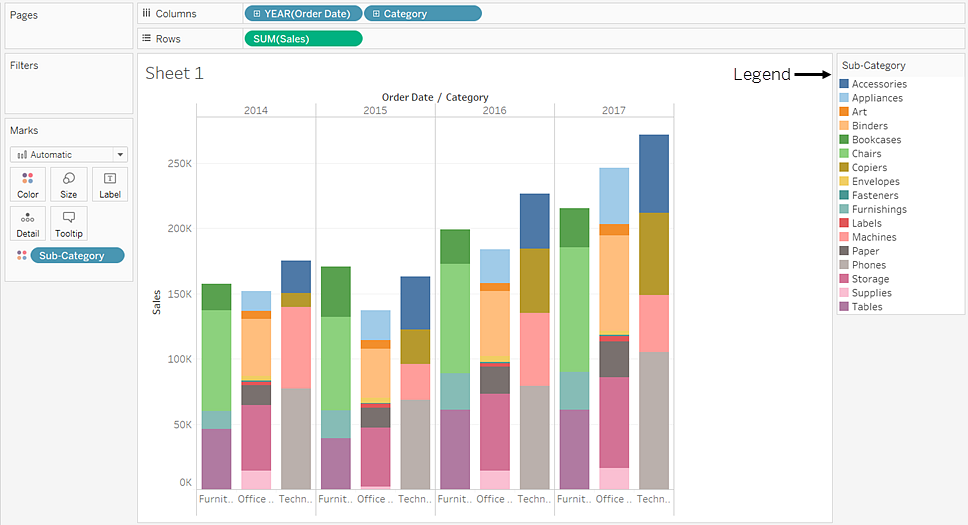 Pages
Columns
YEAR(Order Date)
Category
Rows
SUM(Sales)
Filters
Marks
Automatic
Color
Size
Label
Detail
Tooltip
Sub-Category
Sheet 1
Legend
Order Date / Category
2014
2015
2016
2017
Sales
250K
200K
150K
100K
50K
0K
Furnit.. Office .. Techn.. Furnit.. Office .. Techn.. Furnit.. Office .. Techn.. Furnit.. Office .. Techn..
Sub-Category
Accessories
Appliances
Art
Binders
Bookcases
Chairs
Copiers
Envelopes
Fasteners
Furnishings
Labels
Machines
Paper
Phones
Storage
Supplies
Tables